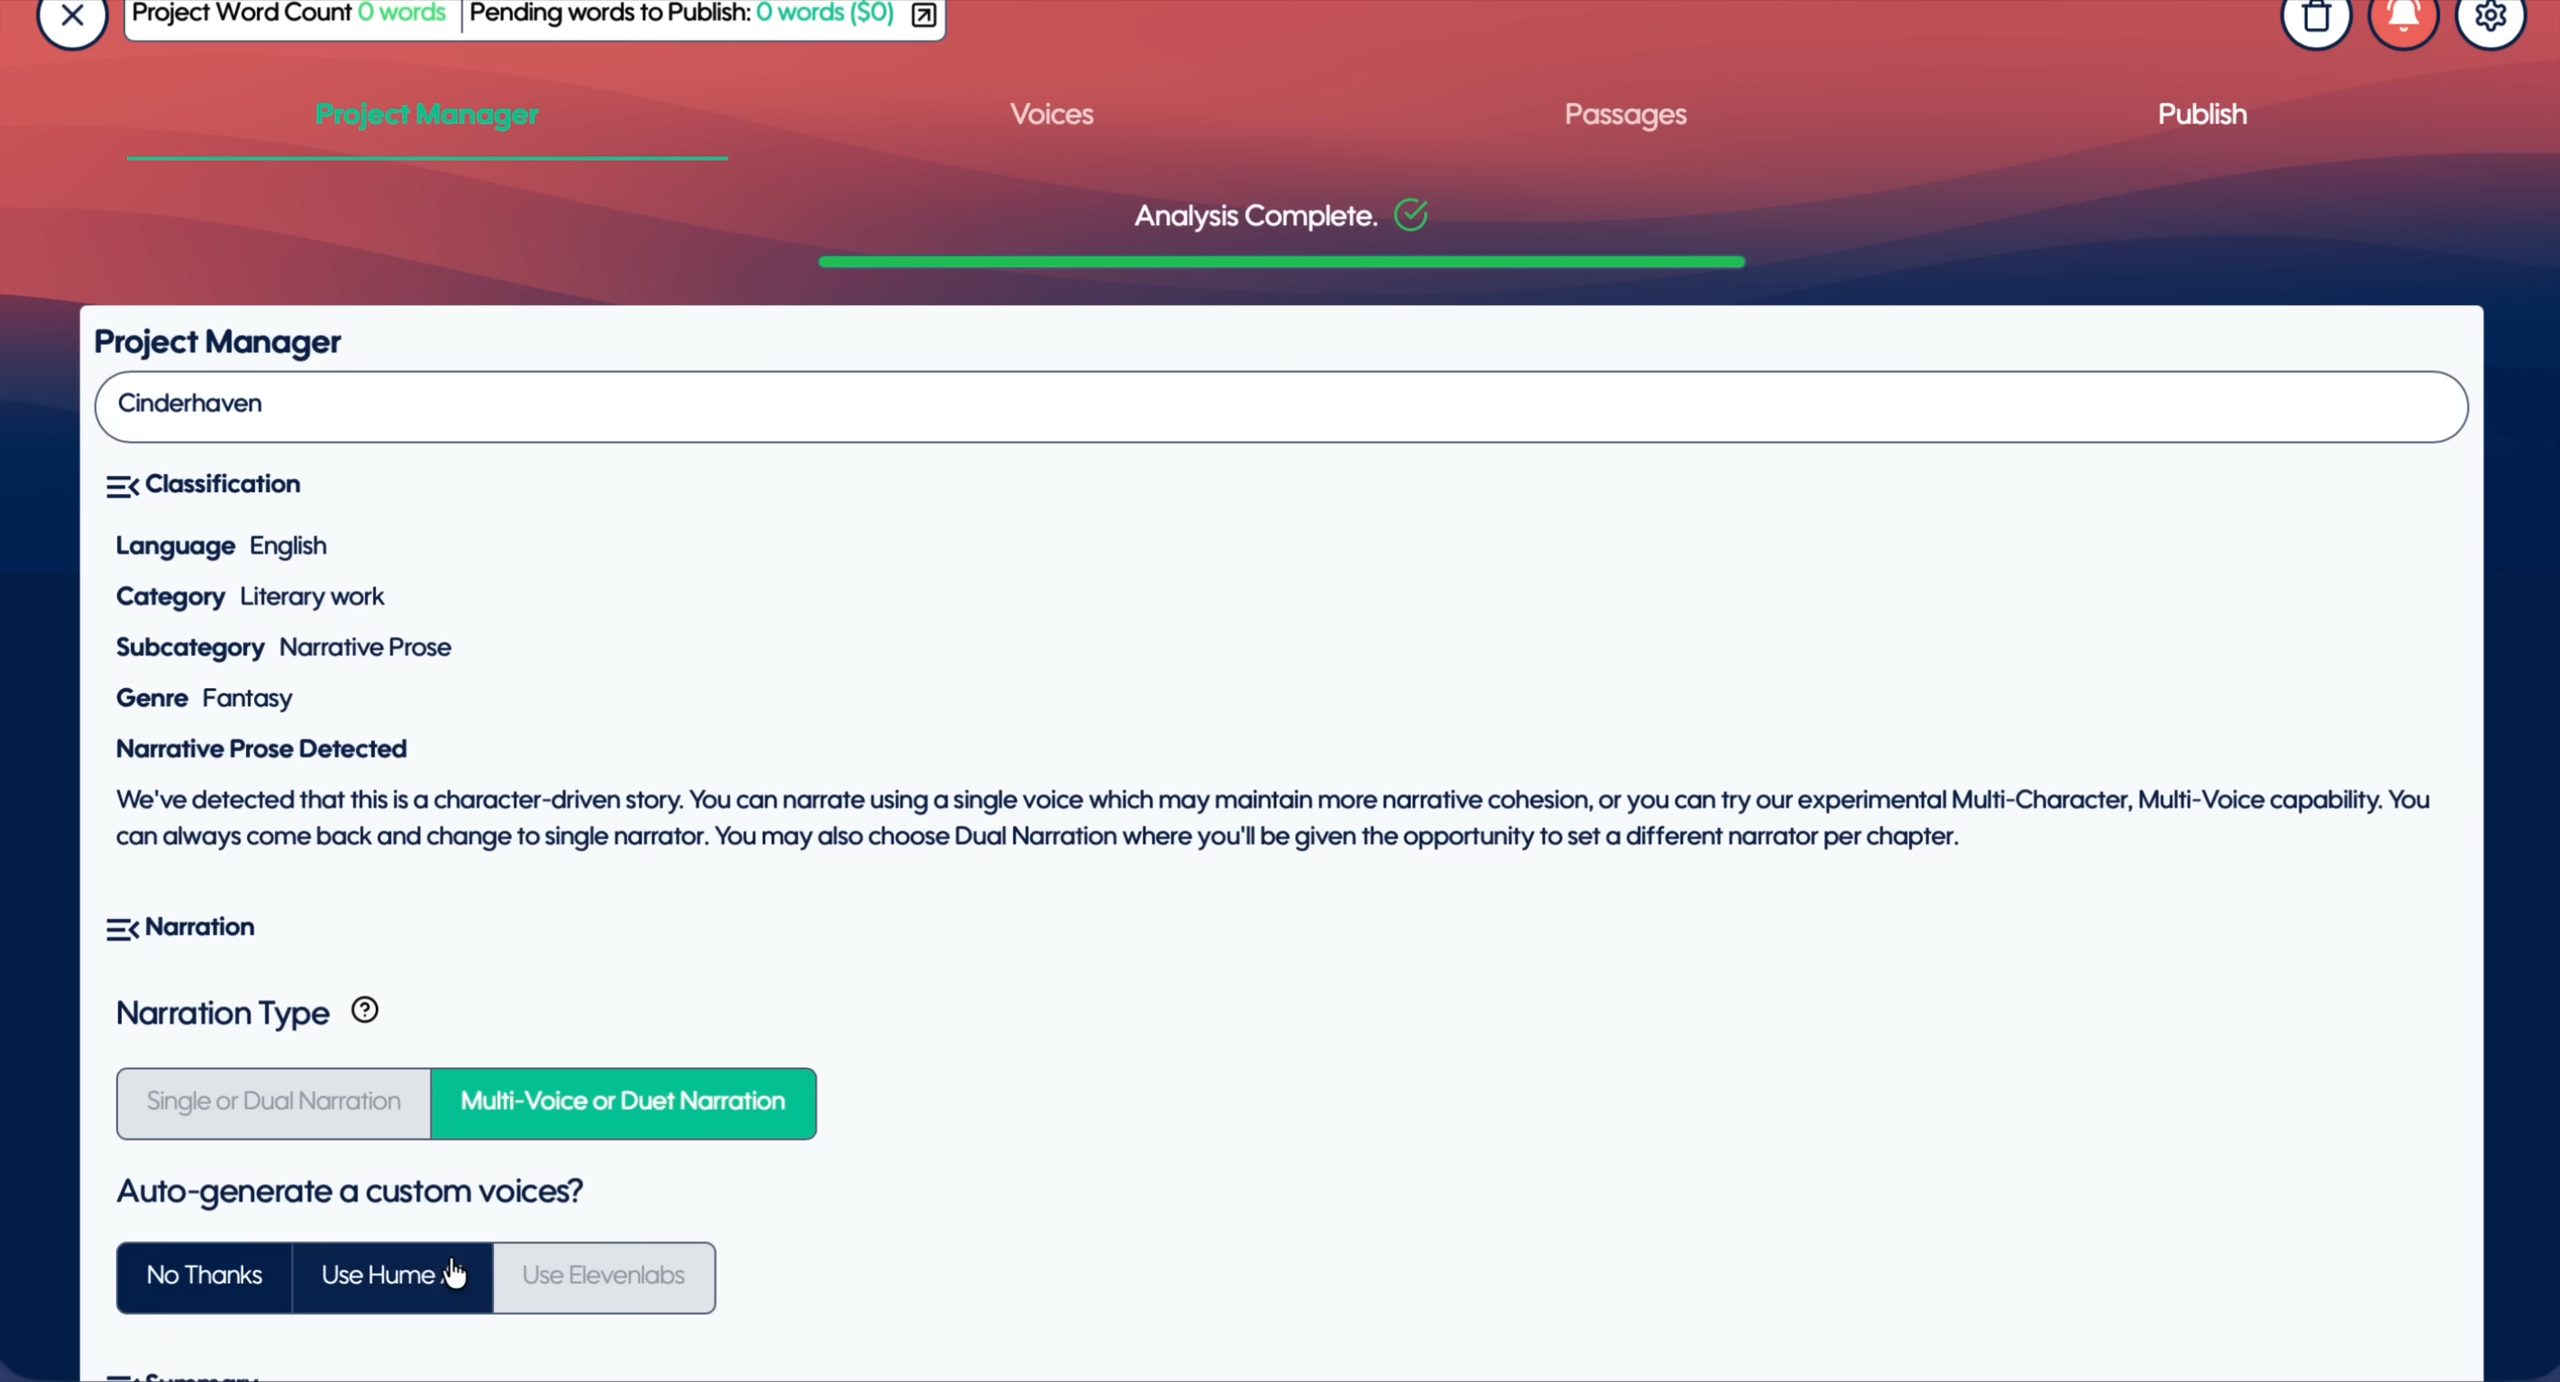 Project Word Count 0 words | Pending words to Publish: 0 words ($0)
Project Manager
Voices
Passages
Publish
Analysis Complete.
Project Manager
Cinderhaven
Classification
Language English
Category Literary work
Subcategory Narrative Prose
Genre Fantasy
Narrative Prose Detected
We've detected that this is a character-driven story. You can narrate using a single voice which may maintain more narrative cohesion, or you can try our experimental Multi-Character, Multi-Voice capability. You
can always come back and change to single narrator. You may also choose Dual Narration where you'll be given the opportunity to set a different narrator per chapter.
Narration
Narration Type
Single or Dual Narration
Multi-Voice or Duet Narration
Auto-generate a custom voices?
No Thanks
Use Hume
Use Elevenlabs
Summary